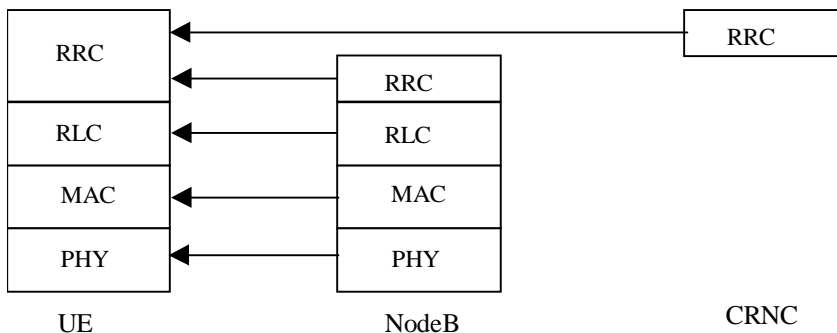 RRC
RRC
RRC
RLC
RLC
MAC
MAC
PHY
PHY
UE
NodeB
CRNC